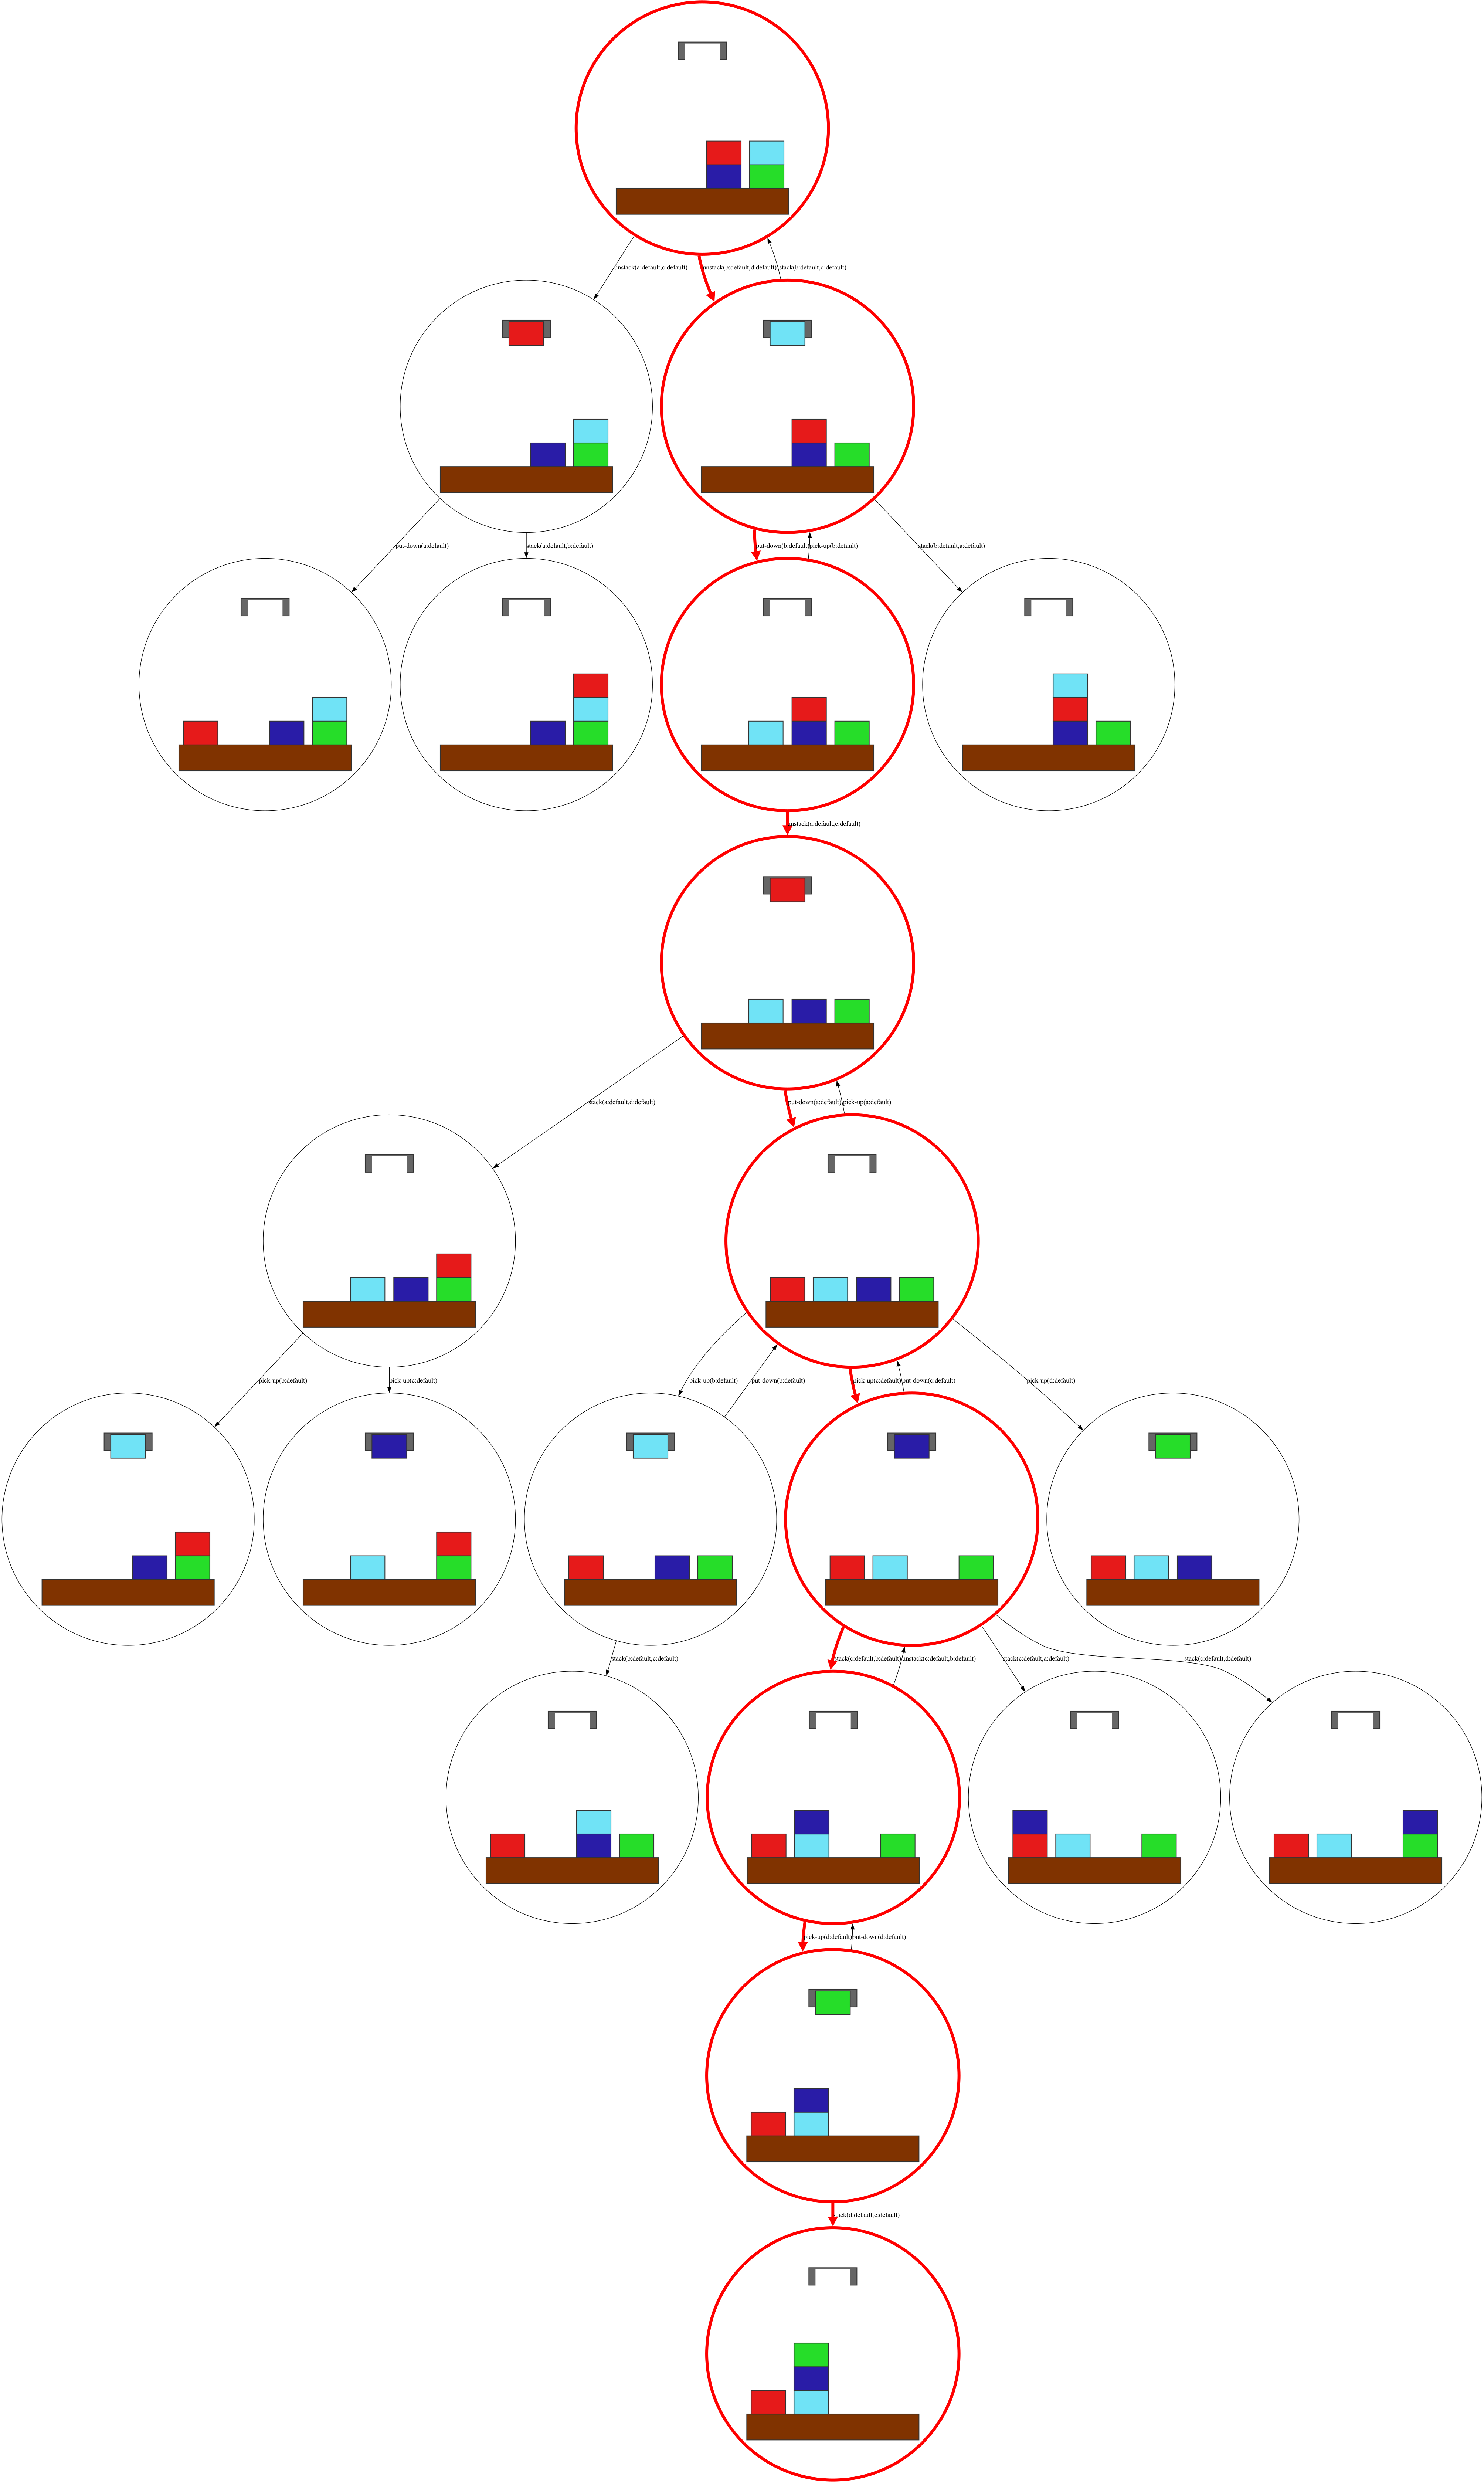 unstack(a:default,c:default)
unstack(b:default,d:default)
stack(b:default,d:default)
put-down(a:default)
stack(a:default,b:default)
put-down(b:default)
pick-up(b:default)
stack(b:default,a:default)
unstack(a:default,c:default)
stack(a:default,d:default)
put-down(a:default)
pick-up(a:default)
pick-up(b:default)
pick-up(c:default)
pick-up(b:default)
put-down(b:default)
pick-up(c:default)
put-down(c:default)
pick-up(d:default)
stack(b:default,c:default)
stack(c:default,b:default)
unstack(c:default,b:default)
stack(c:default,a:default)
stack(c:default,d:default)
pick-up(d:default)
put-down(d:default)
stack(d:default,c:default)